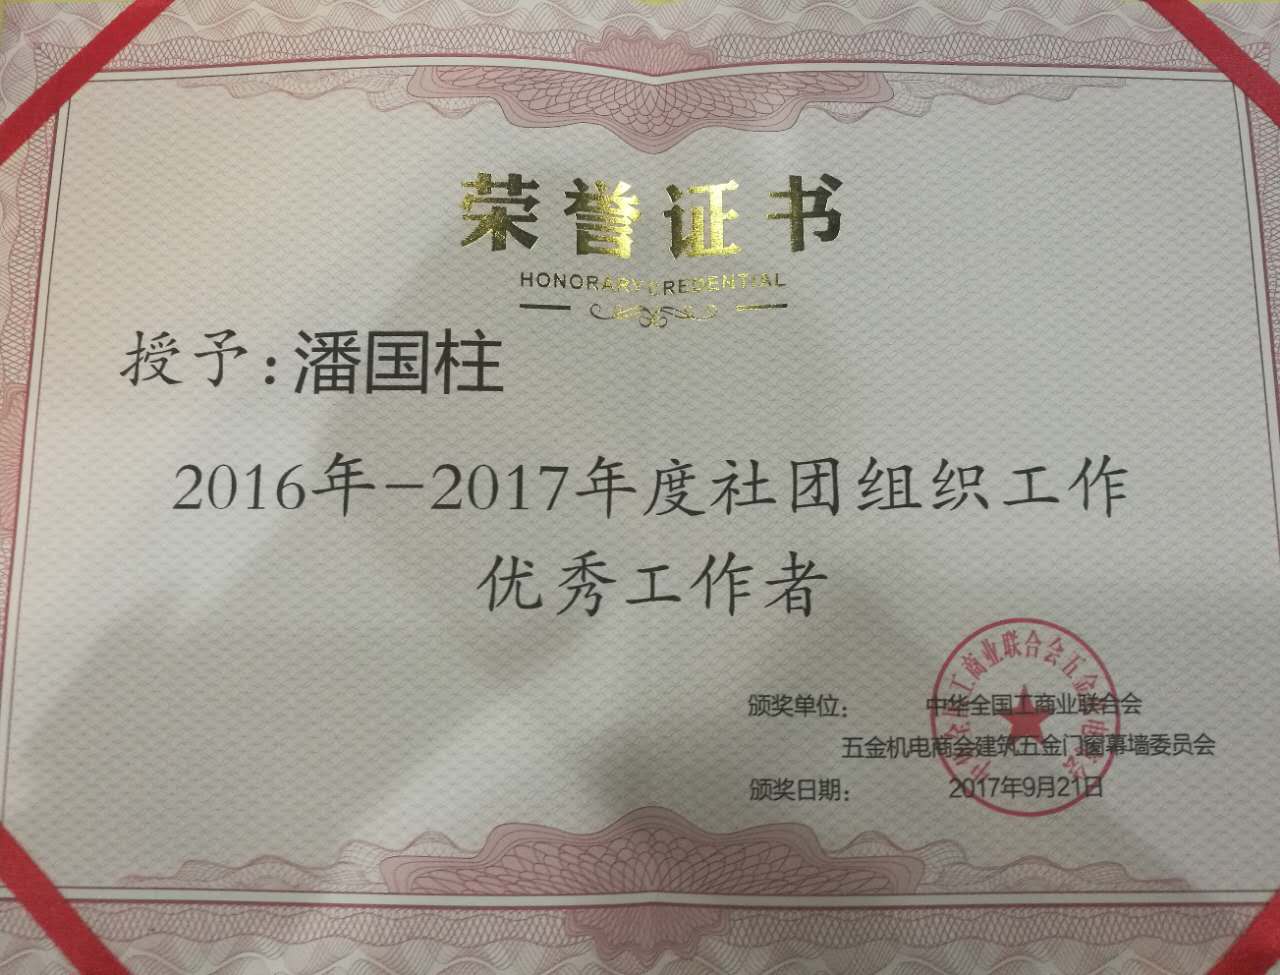 荣誉证书
HONORARY CREDENTIAL
授予:潘国柱
2016年-2017年度社团组织工作
优秀工作者
颁奖单位: 中华全国工商业联合会
五金机电商会建筑五金门窗幕墙委员会
颁奖日期: 2017年9月21日